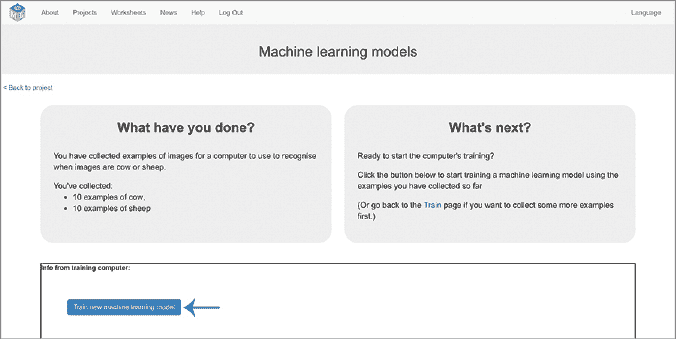 About Projects Worksheets News Help Log Out Language
Machine learning models
< Back to project
What have you done?
You have collected examples of images for a computer to use to recognise
when images are cow or sheep.
You've collected:
• 10 examples of cow,
• 10 examples of sheep
What's next?
Ready to start the computer's training?
Click the button below to start training a machine learning model using the
examples you have collected so far
(Or go back to the Train page if you want to collect some more examples
first.)
Info from training computer:
Train new machine learning model